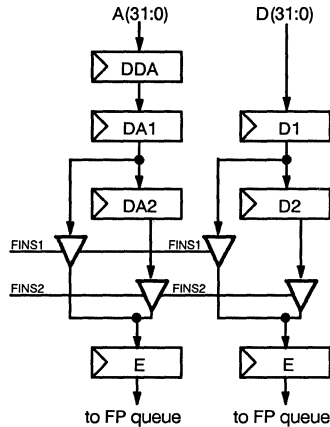 A(31:0) D(31:0)
DDA
DA1 D1
DA2 D2
FINS1 FINS1
FINS2 FINS2
E E
to FP queue to FP queue